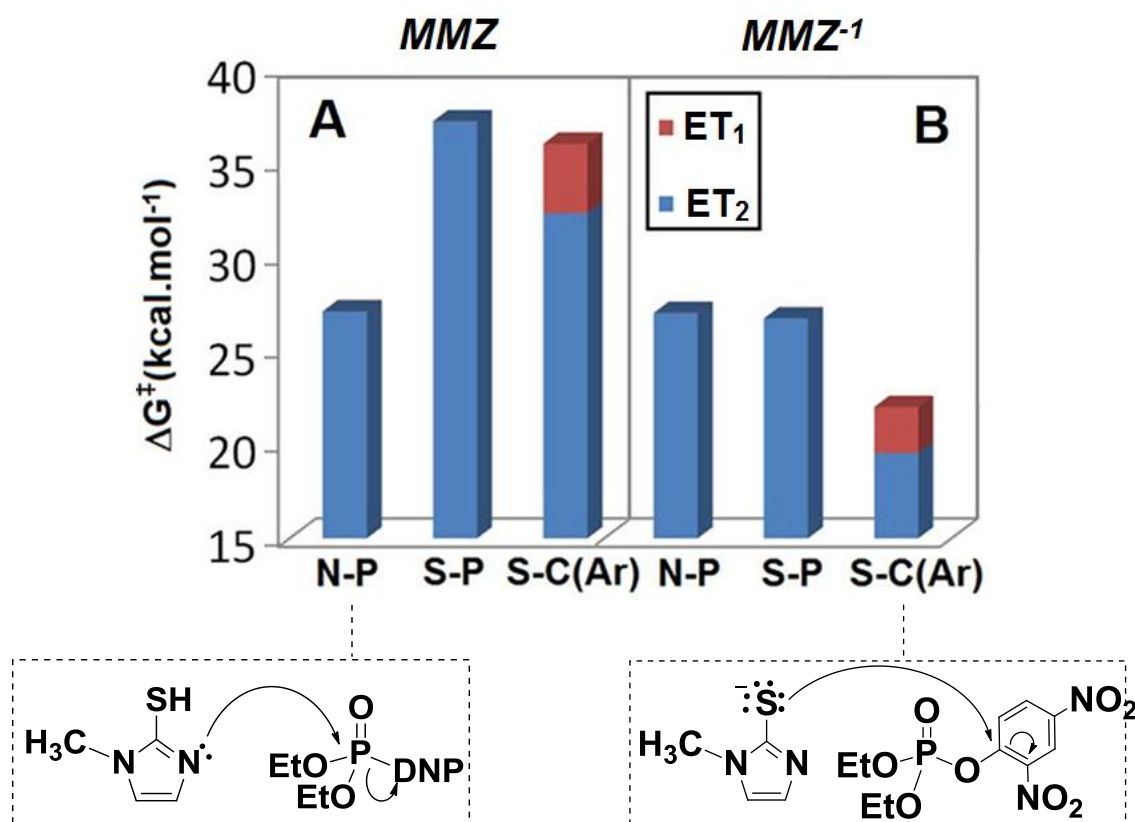 MMZ MMZ-1
40
35
30
25
20
15
ΔG‡(kcal.mol-1)
A
B
ET1
ET2
N-P S-P S-C(Ar) N-P S-P S-C(Ar)
SH
H3C
N
N
O
P
EtO
DNP
EtO
S
H3C
N
N
O
P
EtO
O
EtO
NO2
NO2